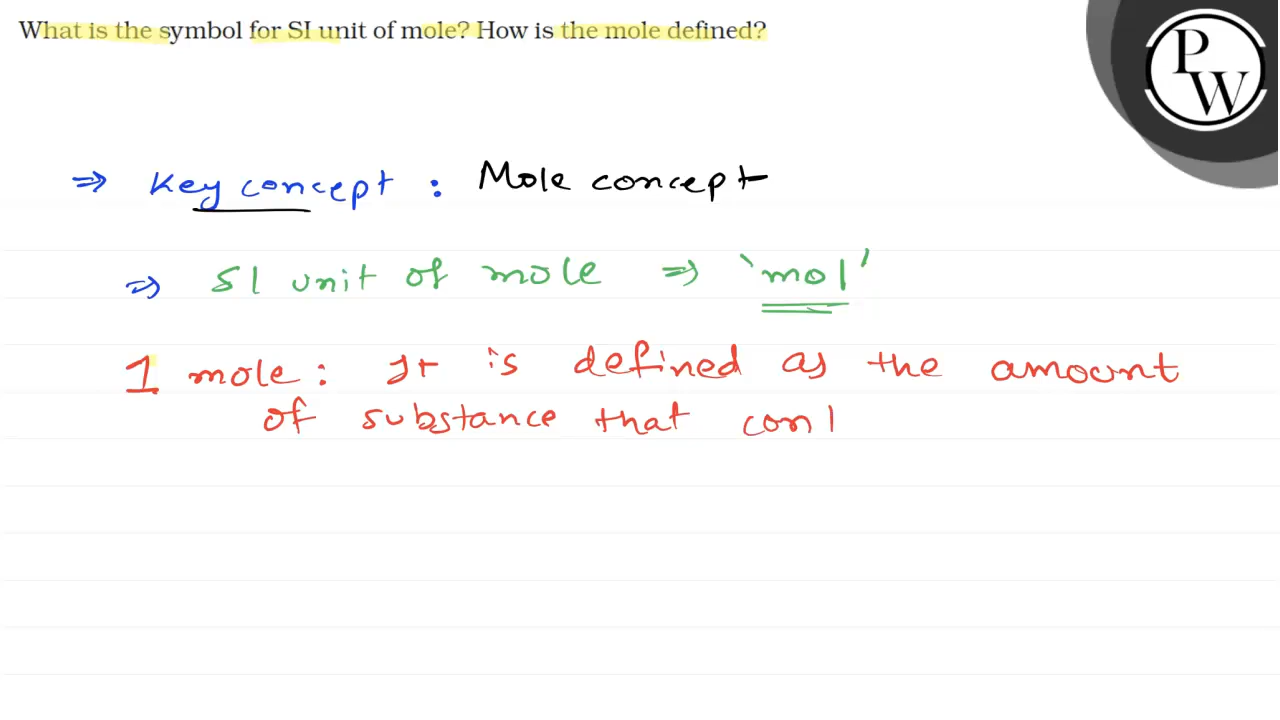 What is the symbol for SI unit of mole? How is the mole defined?
PW
⇒ Key concept : Mole concept
⇒ SI unit of mole ⇒ 'mol'
1 mole : It is defined as the amount
of substance that con